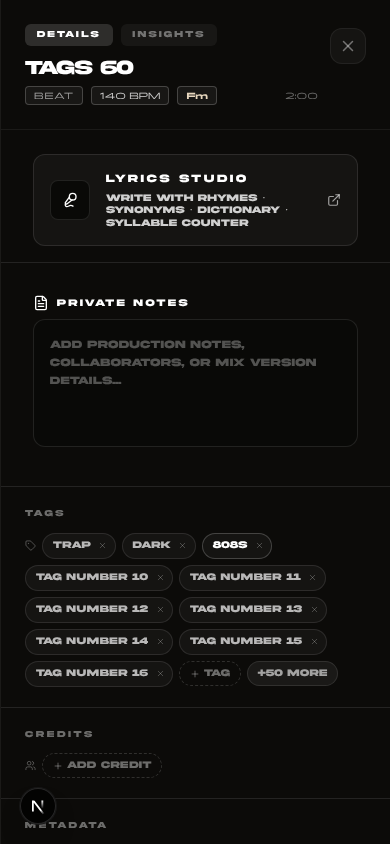 DETAILS INSIGHTS
TAGS 60
BEAT 140 BPM Fm 2:00
LYRICS STUDIO
WRITE WITH RHYMES ·
SYNONYMS · DICTIONARY ·
SYLLABLE COUNTER
PRIVATE NOTES
ADD PRODUCTION NOTES,
COLLABORATORS, OR MIX VERSION
DETAILS...
TAGS
TRAP × DARK × 808S ×
TAG NUMBER 10 × TAG NUMBER 11 ×
TAG NUMBER 12 × TAG NUMBER 13 ×
TAG NUMBER 14 × TAG NUMBER 15 ×
TAG NUMBER 16 × + TAG +50 MORE
CREDITS
+ ADD CREDIT
N
METADATA